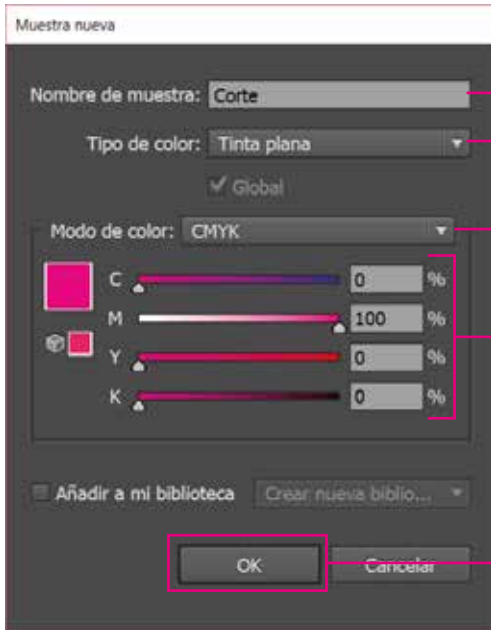 Muestra nueva
Nombre de muestra: Corte
Tipo de color: Tinta plana
Global
Modo de color: CMYK
C 0 %
M 100 %
Y 0 %
K 0 %
Añadir a mi biblioteca Crear nueva biblio...
OK Cancelar